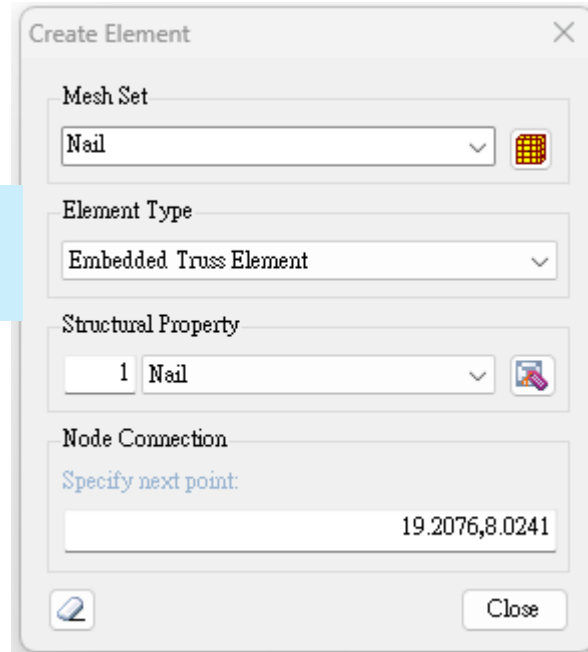 Create Element
Mesh Set
Nail
Element Type
Embedded Truss Element
Structural Property
1 Nail
Node Connection
Specify next point:
19.2076,8.0241
Close